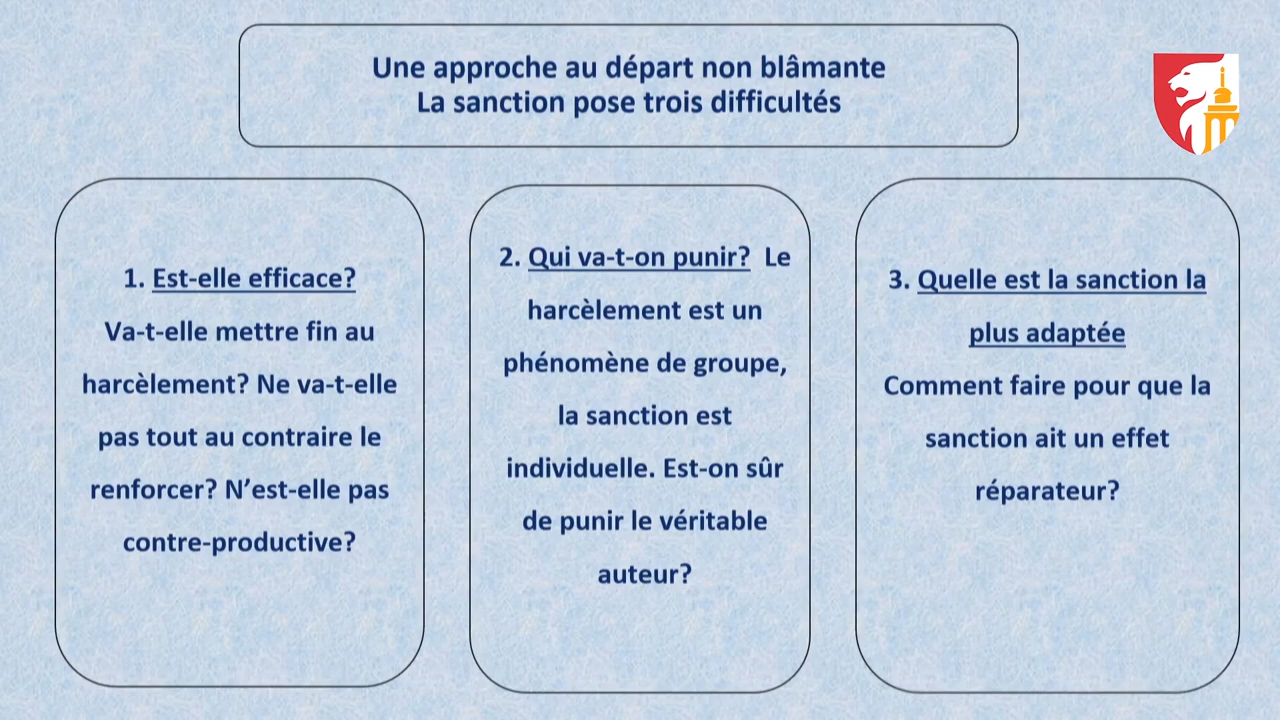 Une approche au départ non blâmante
La sanction pose trois difficultés
1. Est-elle efficace?
Va-t-elle mettre fin au
harcèlement? Ne va-t-elle
pas tout au contraire le
renforcer? N’est-elle pas
contre-productive?
2. Qui va-t-on punir? Le
harcèlement est un
phénomène de groupe,
la sanction est
individuelle. Est-on sûr
de punir le véritable
auteur?
3. Quelle est la sanction la
plus adaptée
Comment faire pour que la
sanction ait un effet
réparateur?